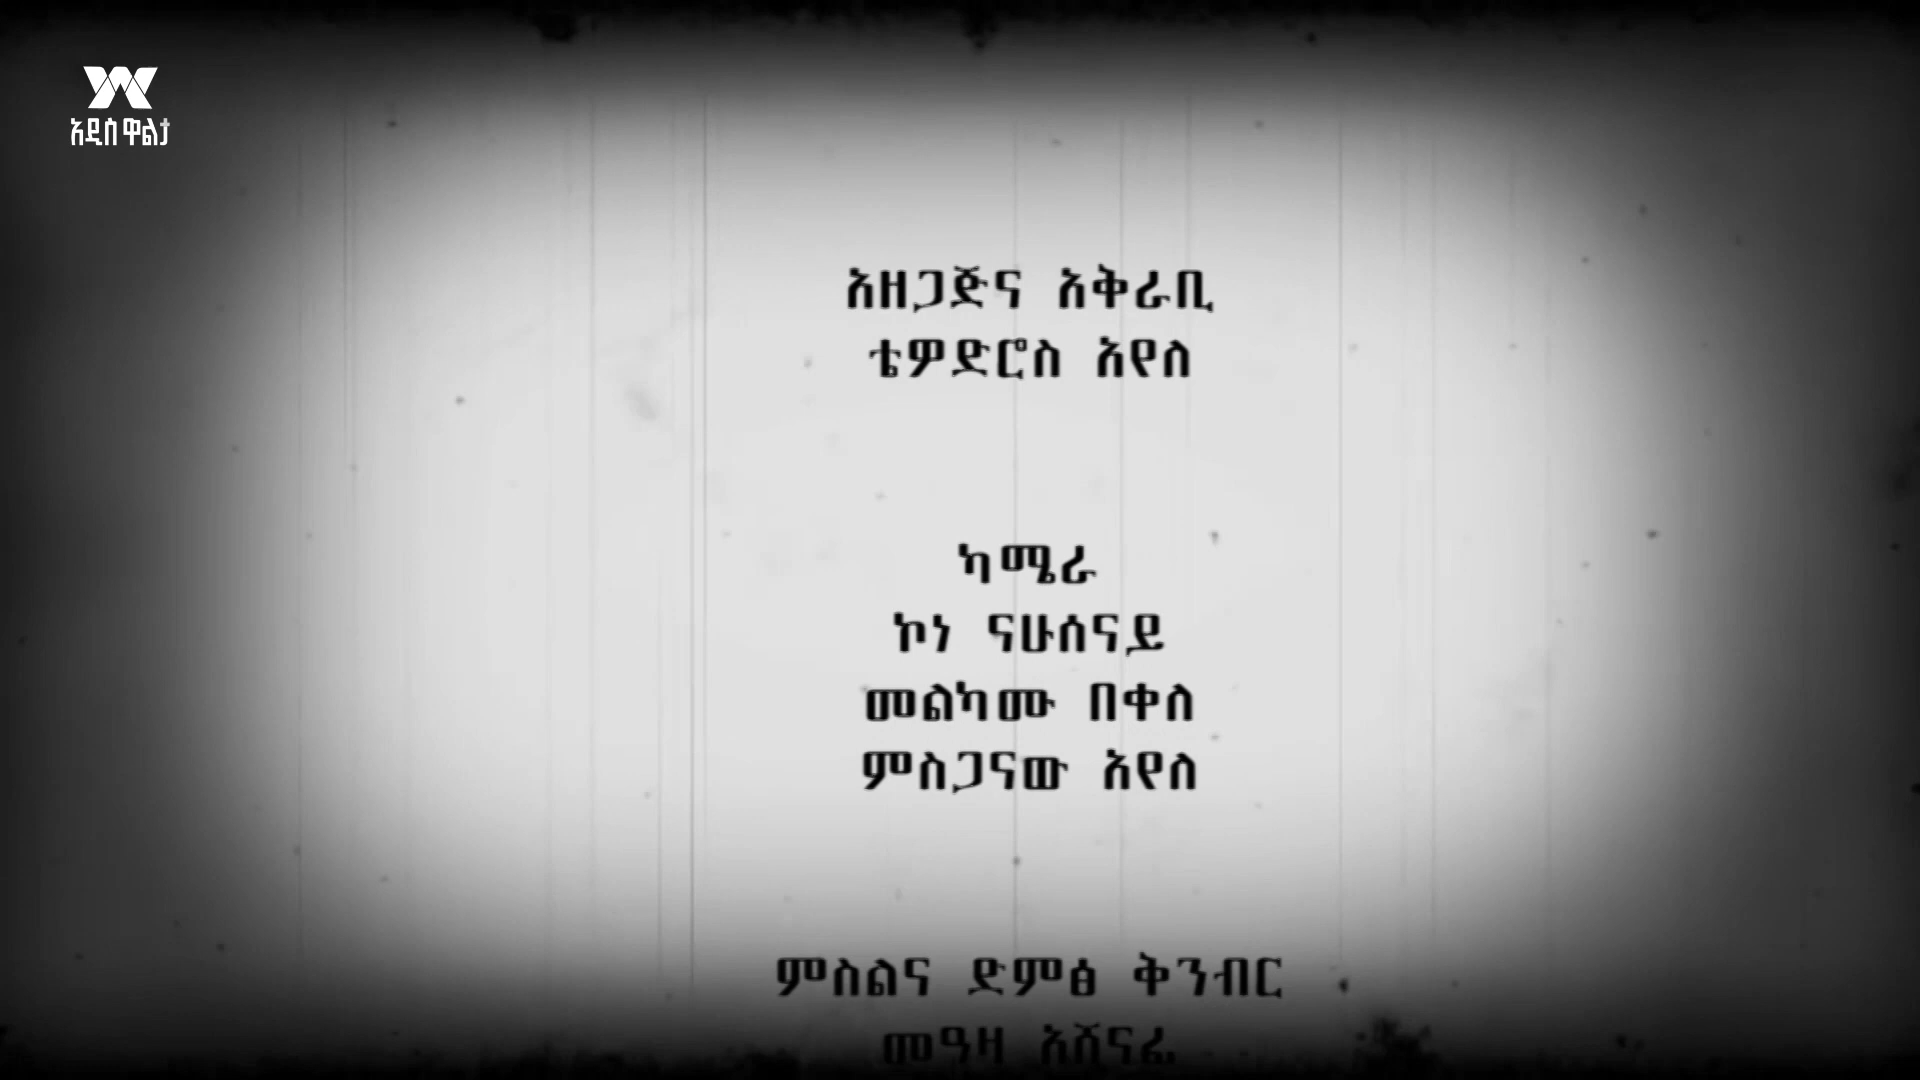 አዲስ ዋልታ
አዘጋጅና አቅራቢ
ቴዎድሮስ አየለ
ካሜራ
ኮነ ናሁሰናይ
መልካሙ በቀለ
ምስጋናው አየለ
ምስልና ድምፅ ቅንብር
መዓዛ አሸናፊ